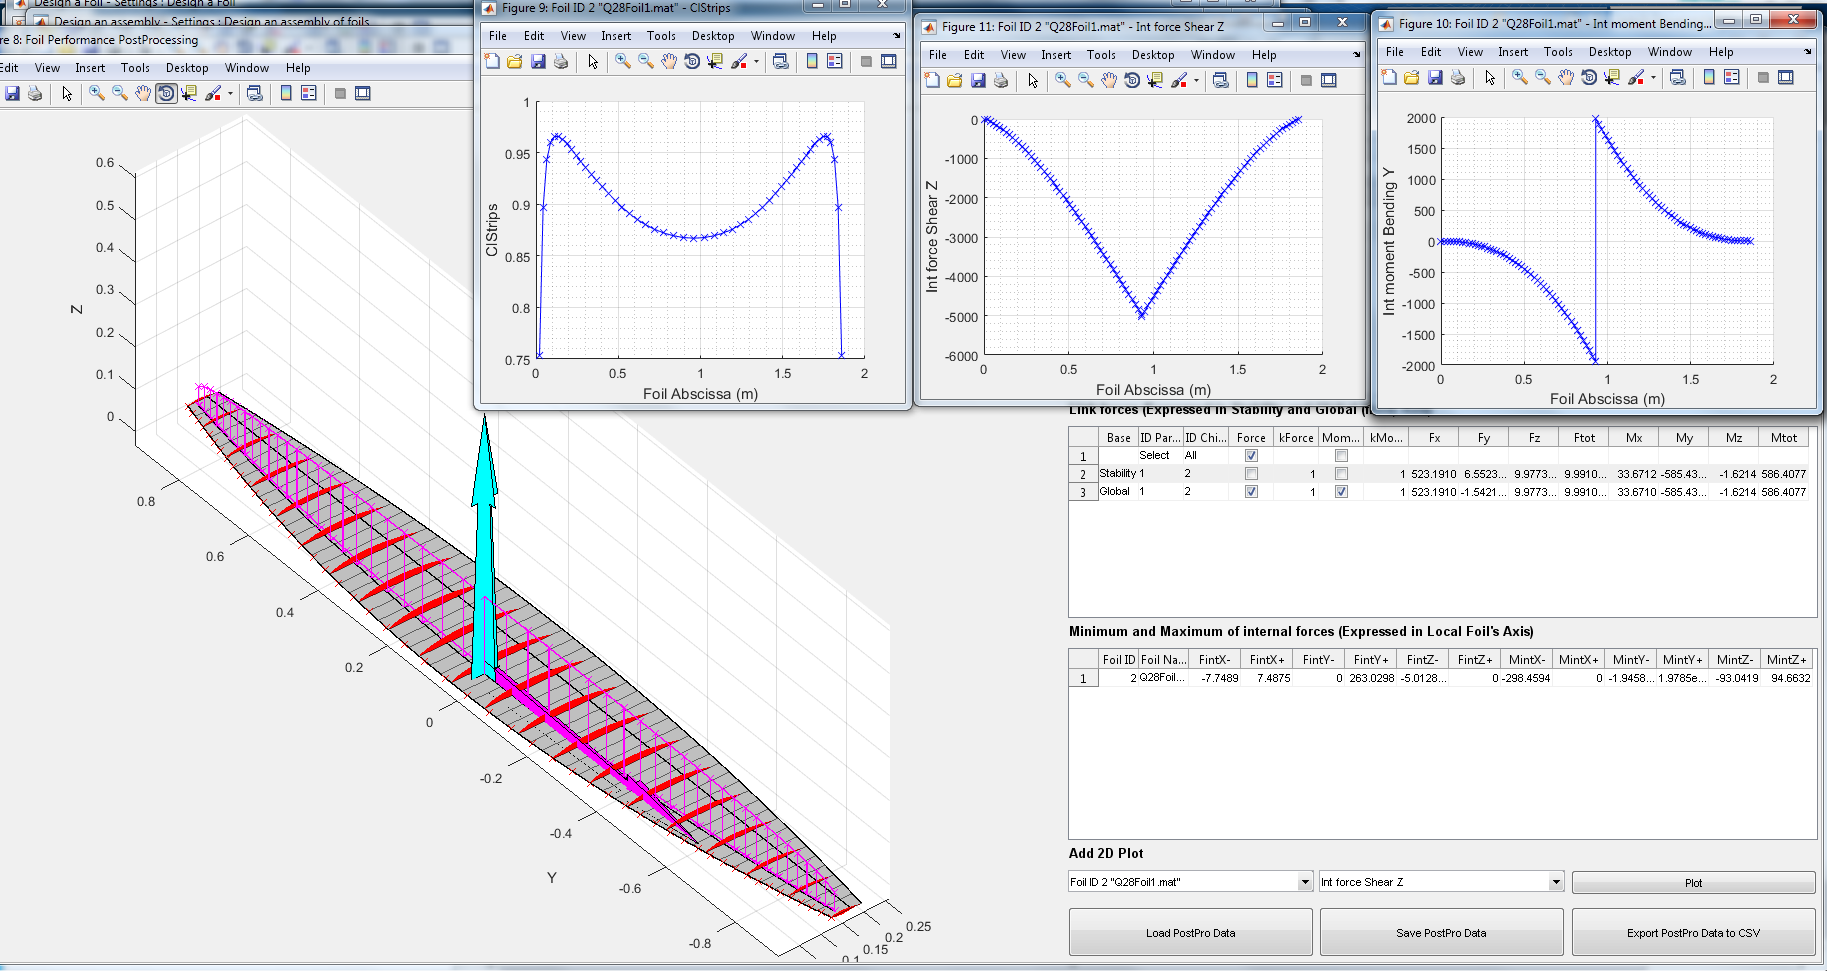 Design a Foil - Settings : Design a Foil
Design an assembly - Settings : Design an assembly of foils
re 8: Foil Performance PostProcessing
Edit View Insert Tools Desktop Window Help
Figure 9: Foil ID 2 "Q28Foil1.mat" - ClStrips
File Edit View Insert Tools Desktop Window Help
1
0.95
0.9
0.85
0.8
0.75
ClStrips
0 0.5 1 1.5 2
Foil Abscissa (m)
Figure 11: Foil ID 2 "Q28Foil1.mat" - Int force Shear Z
File Edit View Insert Tools Desktop Window Help
0
-1000
-2000
-3000
-4000
-5000
-6000
Int force Shear Z
0 0.5 1 1.5 2
Foil Abscissa (m)
Figure 10: Foil ID 2 "Q28Foil1.mat" - Int moment Bending...
File Edit View Insert Tools Desktop Window Help
2000
1500
1000
500
0
-500
-1000
-1500
-2000
Int moment Bending Y
0 0.5 1 1.5 2
Foil Abscissa (m)
0.6
0.5
0.4
0.3
0.2
0.1
0
Z
0.8
0.6
0.4
0.2
0
-0.2
-0.4
-0.6
-0.8
Y
0.25
0.2
0.15
0.1
Link forces (Expressed in Stability and Global
Base ID Par... ID Chi... Force kForce Mom... kMo... Fx Fy Fz Ftot Mx My Mz Mtot
1 Select All
2 Stability 1 2 1 1 523.1910 6.5523... 9.9773... 9.9910... 33.6712 -585.43... -1.6214 586.4077
3 Global 1 2 1 1 523.1910 -1.5421... 9.9773... 9.9910... 33.6710 -585.43... -1.6214 586.4077
Minimum and Maximum of internal forces (Expressed in Local Foil's Axis)
Foil ID Foil Na... FintX- FintX+ FintY- FintY+ FintZ- FintZ+ MintX- MintX+ MintY- MintY+ MintZ- MintZ+
1 2 Q28Foil... -7.7489 7.4875 0 263.0298 -5.0128... 0 -298.4594 0 -1.9458... 1.9785e... -93.0419 94.6632
Add 2D Plot
Foil ID 2 "Q28Foil1.mat" Int force Shear Z Plot
Load PostPro Data Save PostPro Data Export PostPro Data to CSV